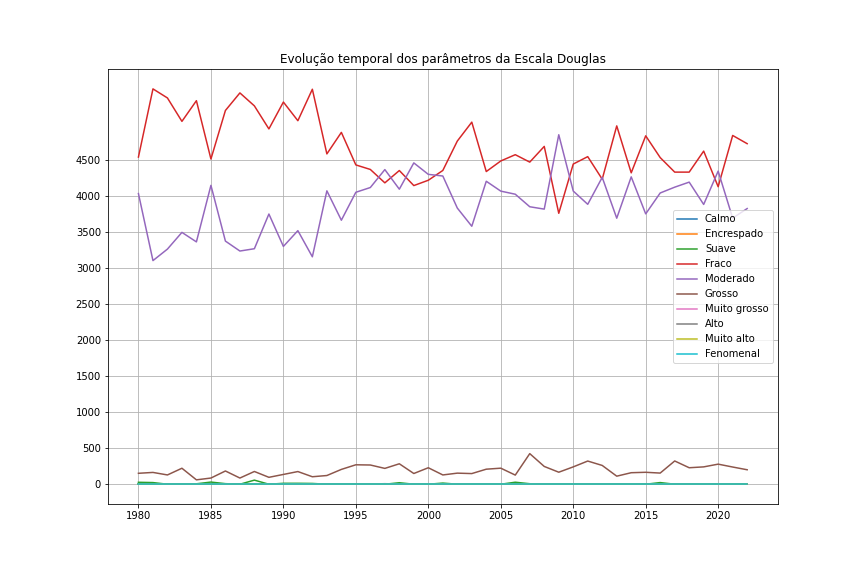 Evolução temporal dos parâmetros da Escala Douglas
4500
4000
3500
3000
2500
2000
1500
1000
500
0
Calmo
Encrespado
Suave
Fraco
Moderado
Grosso
Muito grosso
Alto
Muito alto
Fenomenal
1980 1985 1990 1995 2000 2005 2010 2015 2020